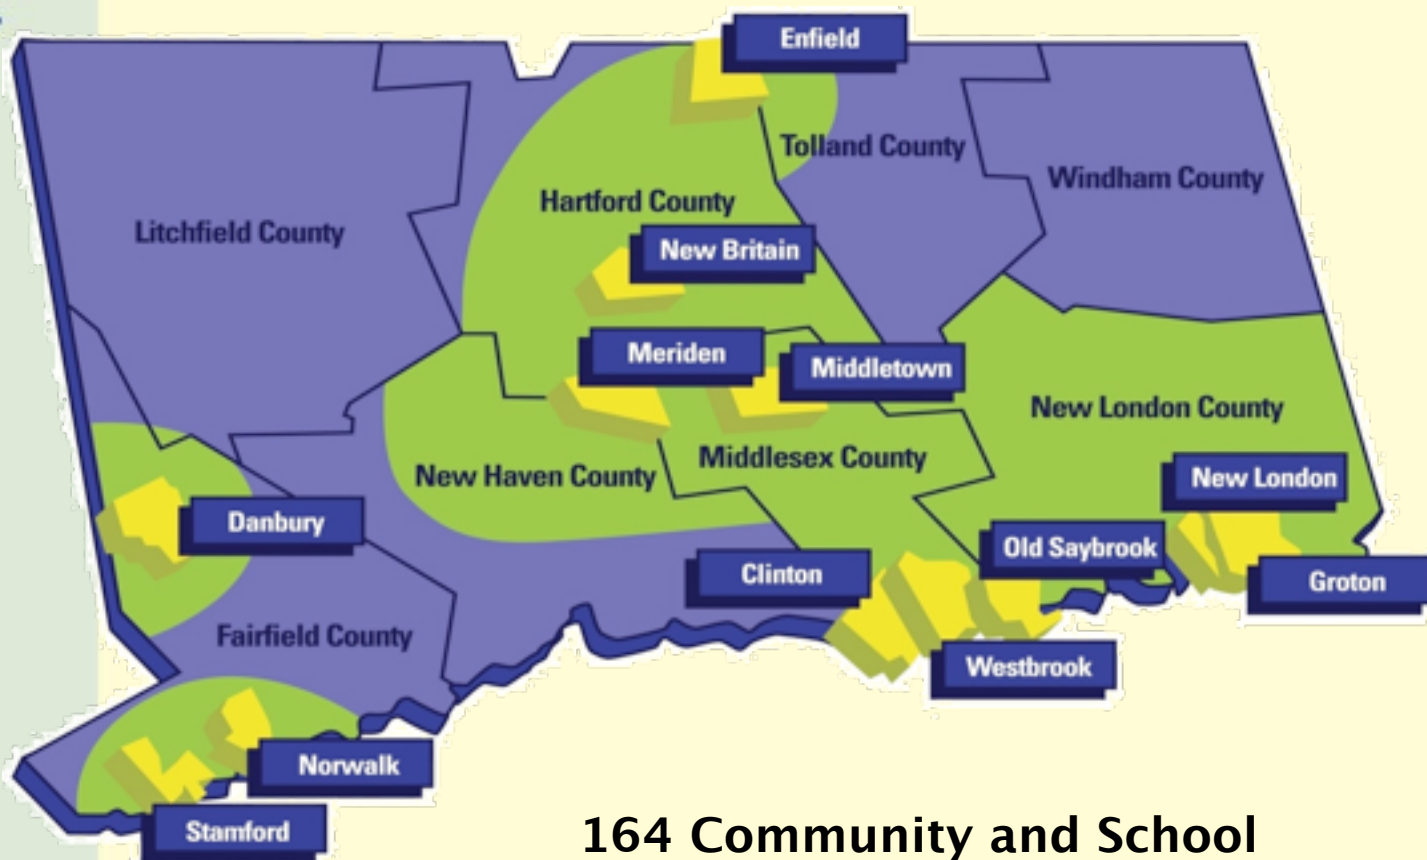 Enfield
Tolland County
Windham County
Hartford County
Litchfield County
New Britain
Meriden
Middletown
New London County
New Haven County
Middlesex County
New London
Danbury
Old Saybrook
Clinton
Groton
Fairfield County
Westbrook
Norwalk
Stamford
164 Community and School